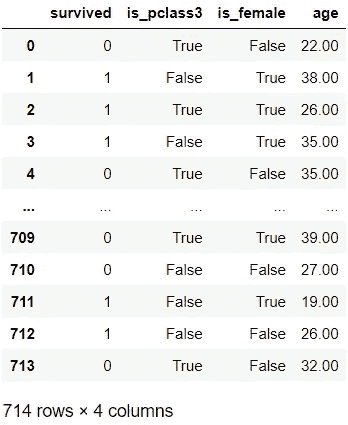 survived is_pclass3 is_female age
0 0 True False 22.00
1 1 False True 38.00
2 1 True True 26.00
3 1 False True 35.00
4 0 True False 35.00
... ... ... ... ...
709 0 True True 39.00
710 0 False False 27.00
711 1 False True 19.00
712 1 False False 26.00
713 0 True False 32.00
714 rows × 4 columns